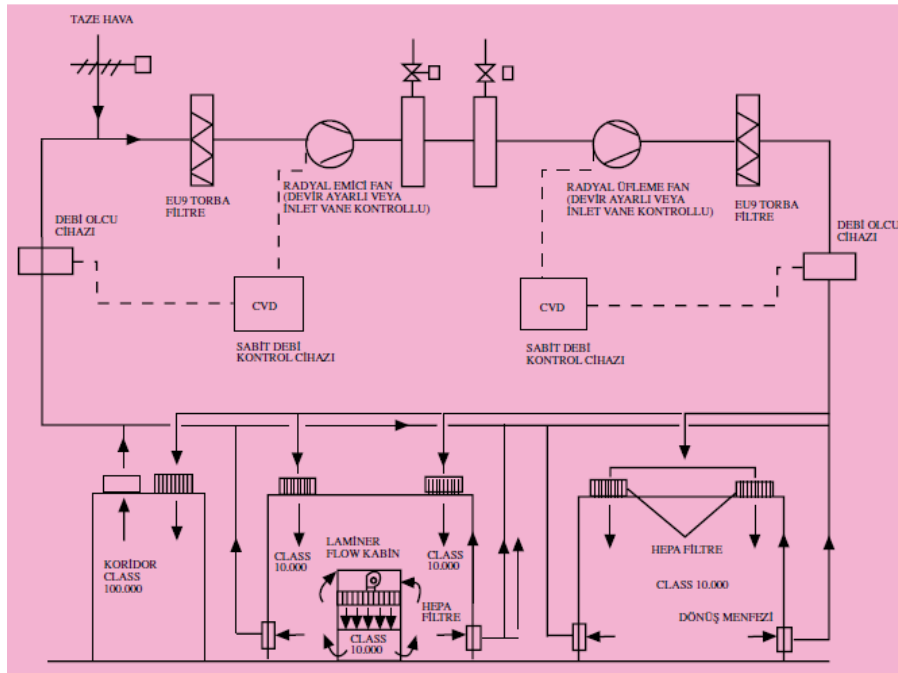 TAZE HAVA
EU9 TORBA
FİLTRE
RADYAL EMİCİ FAN
(DEVİR AYARLI VEYA
İNLET VANE KONTROLLU)
RADYAL ÜFLEME FAN
(DEVİR AYARLI VEYA
İNLET VANE KONTROLLU)
EU9 TORBA
FİLTRE
DEBİ OLCU
CİHAZI
DEBİ OLCU
CİHAZI
CVD
SABİT DEBİ
KONTROL CİHAZI
CVD
SABİT DEBİ
KONTROL CİHAZI
KORİDOR
CLASS
100.000
CLASS
10.000
LAMİNER
FLOW KABİN
CLASS
10.000
HEPA
FİLTRE
CLASS
10.000
HEPA FİLTRE
CLASS 10.000
DÖNÜŞ MENFEZİ